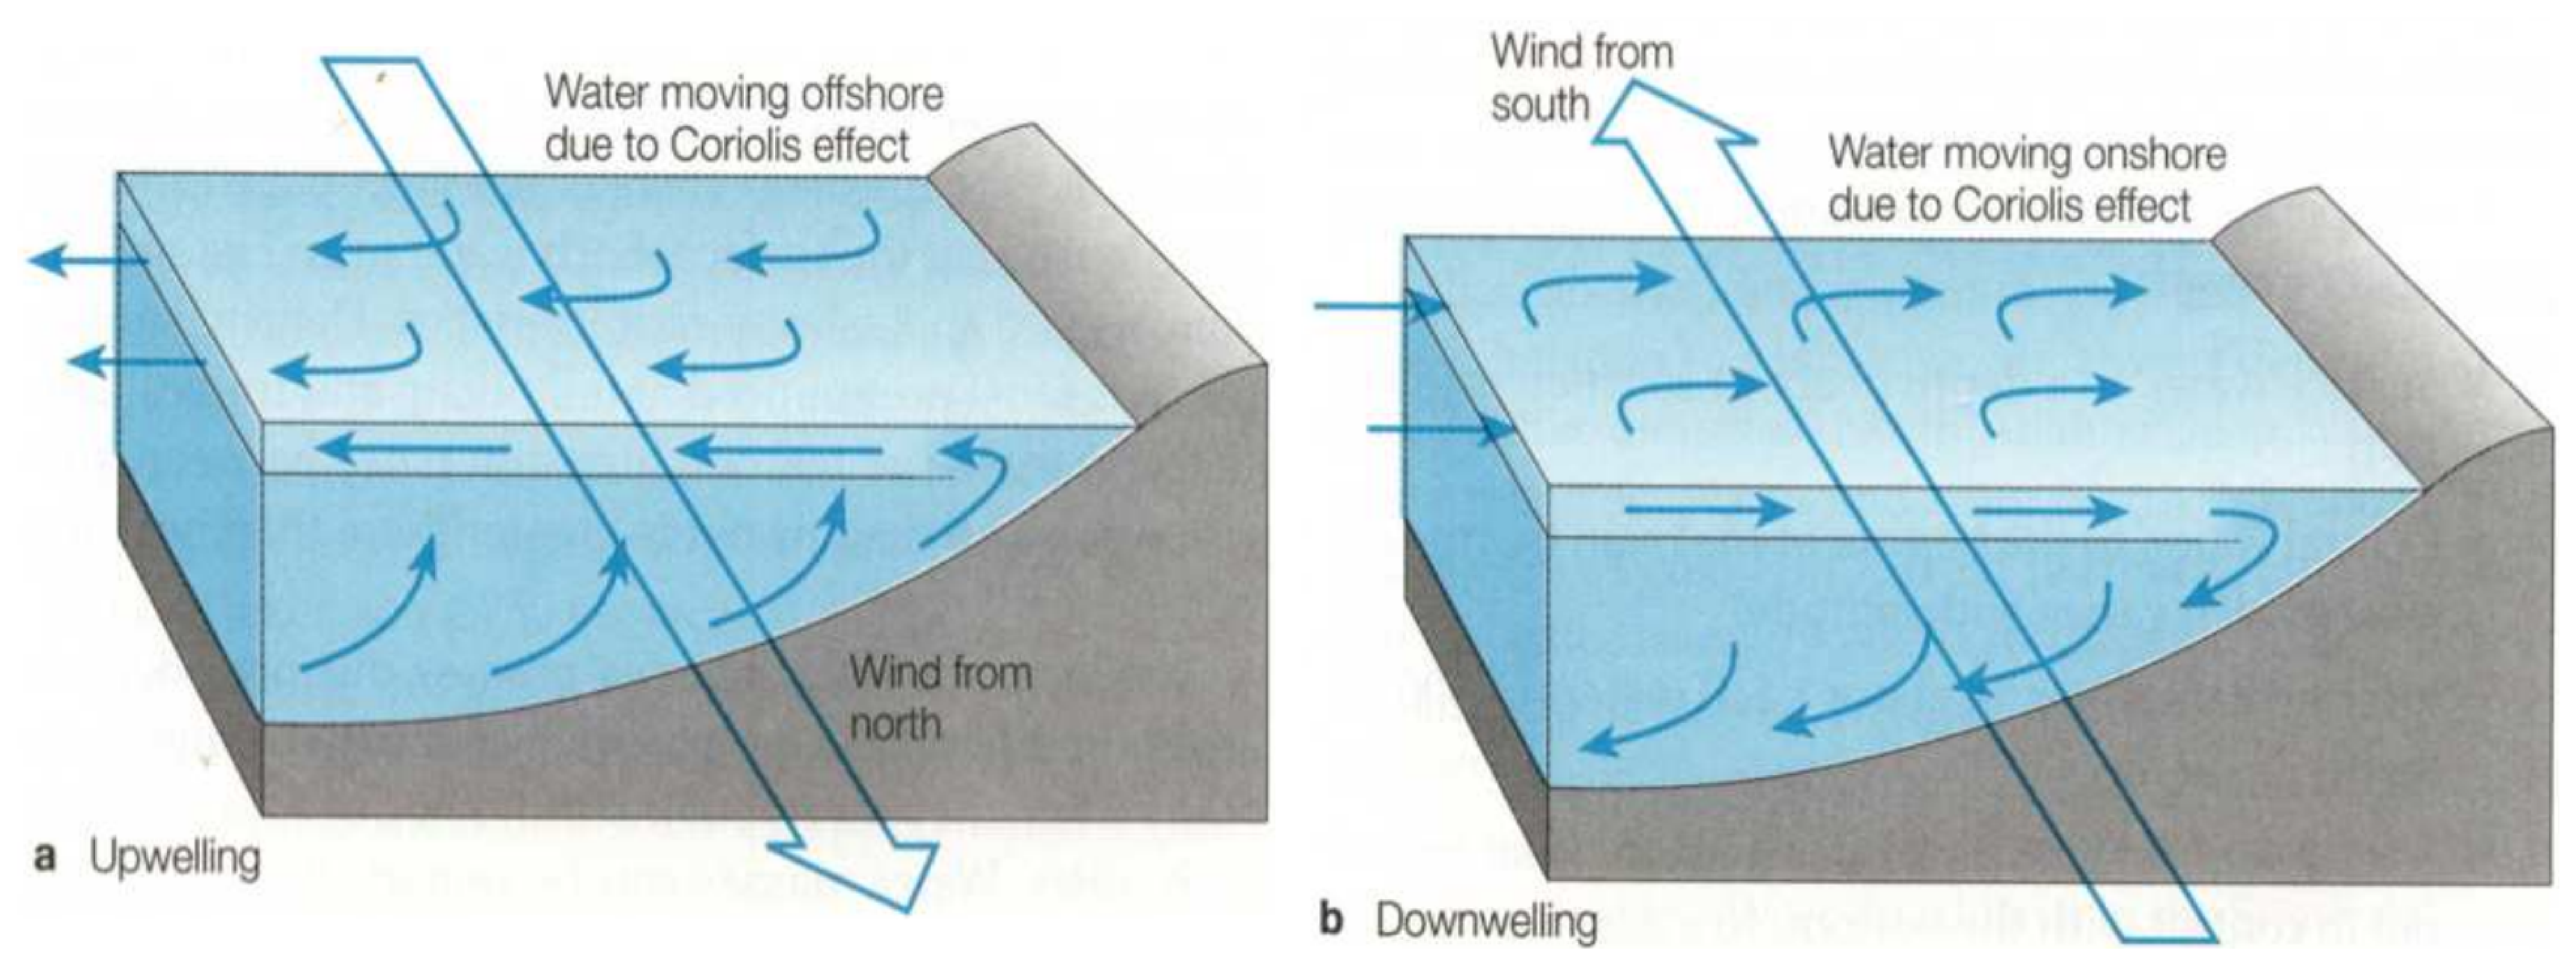 Water moving offshore
due to Coriolis effect
Wind from
north
a Upwelling
Wind from
south
Water moving onshore
due to Coriolis effect
b Downwelling